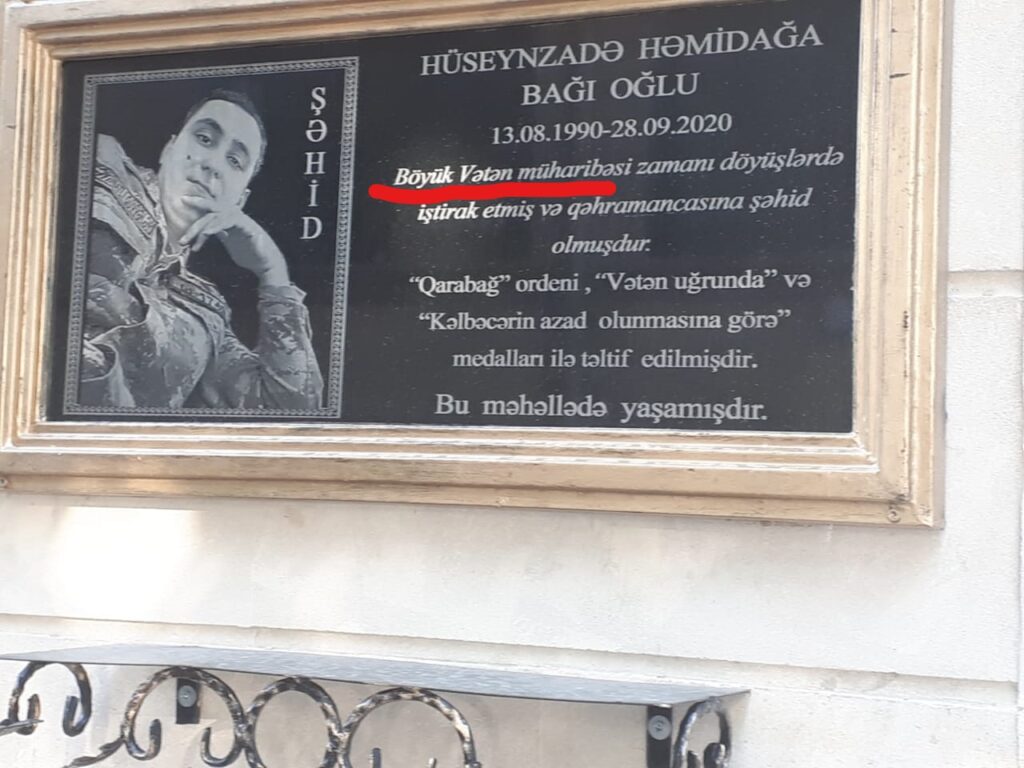 ŞƏHİD
HÜSEYNZADƏ HƏMİDAĞA
BAĞI OĞLU
13.08.1990-28.09.2020
Böyük Vətən müharibəsi zamanı döyüşlərdə
iştirak etmiş və qəhramancasına şəhid
olmuşdur.
“Qarabağ” ordeni , “Vətən uğrunda” və
“Kəlbəcərin azad olunmasına görə”
medalları ilə təltif edilmişdir.
Bu məhəllədə yaşamışdır.